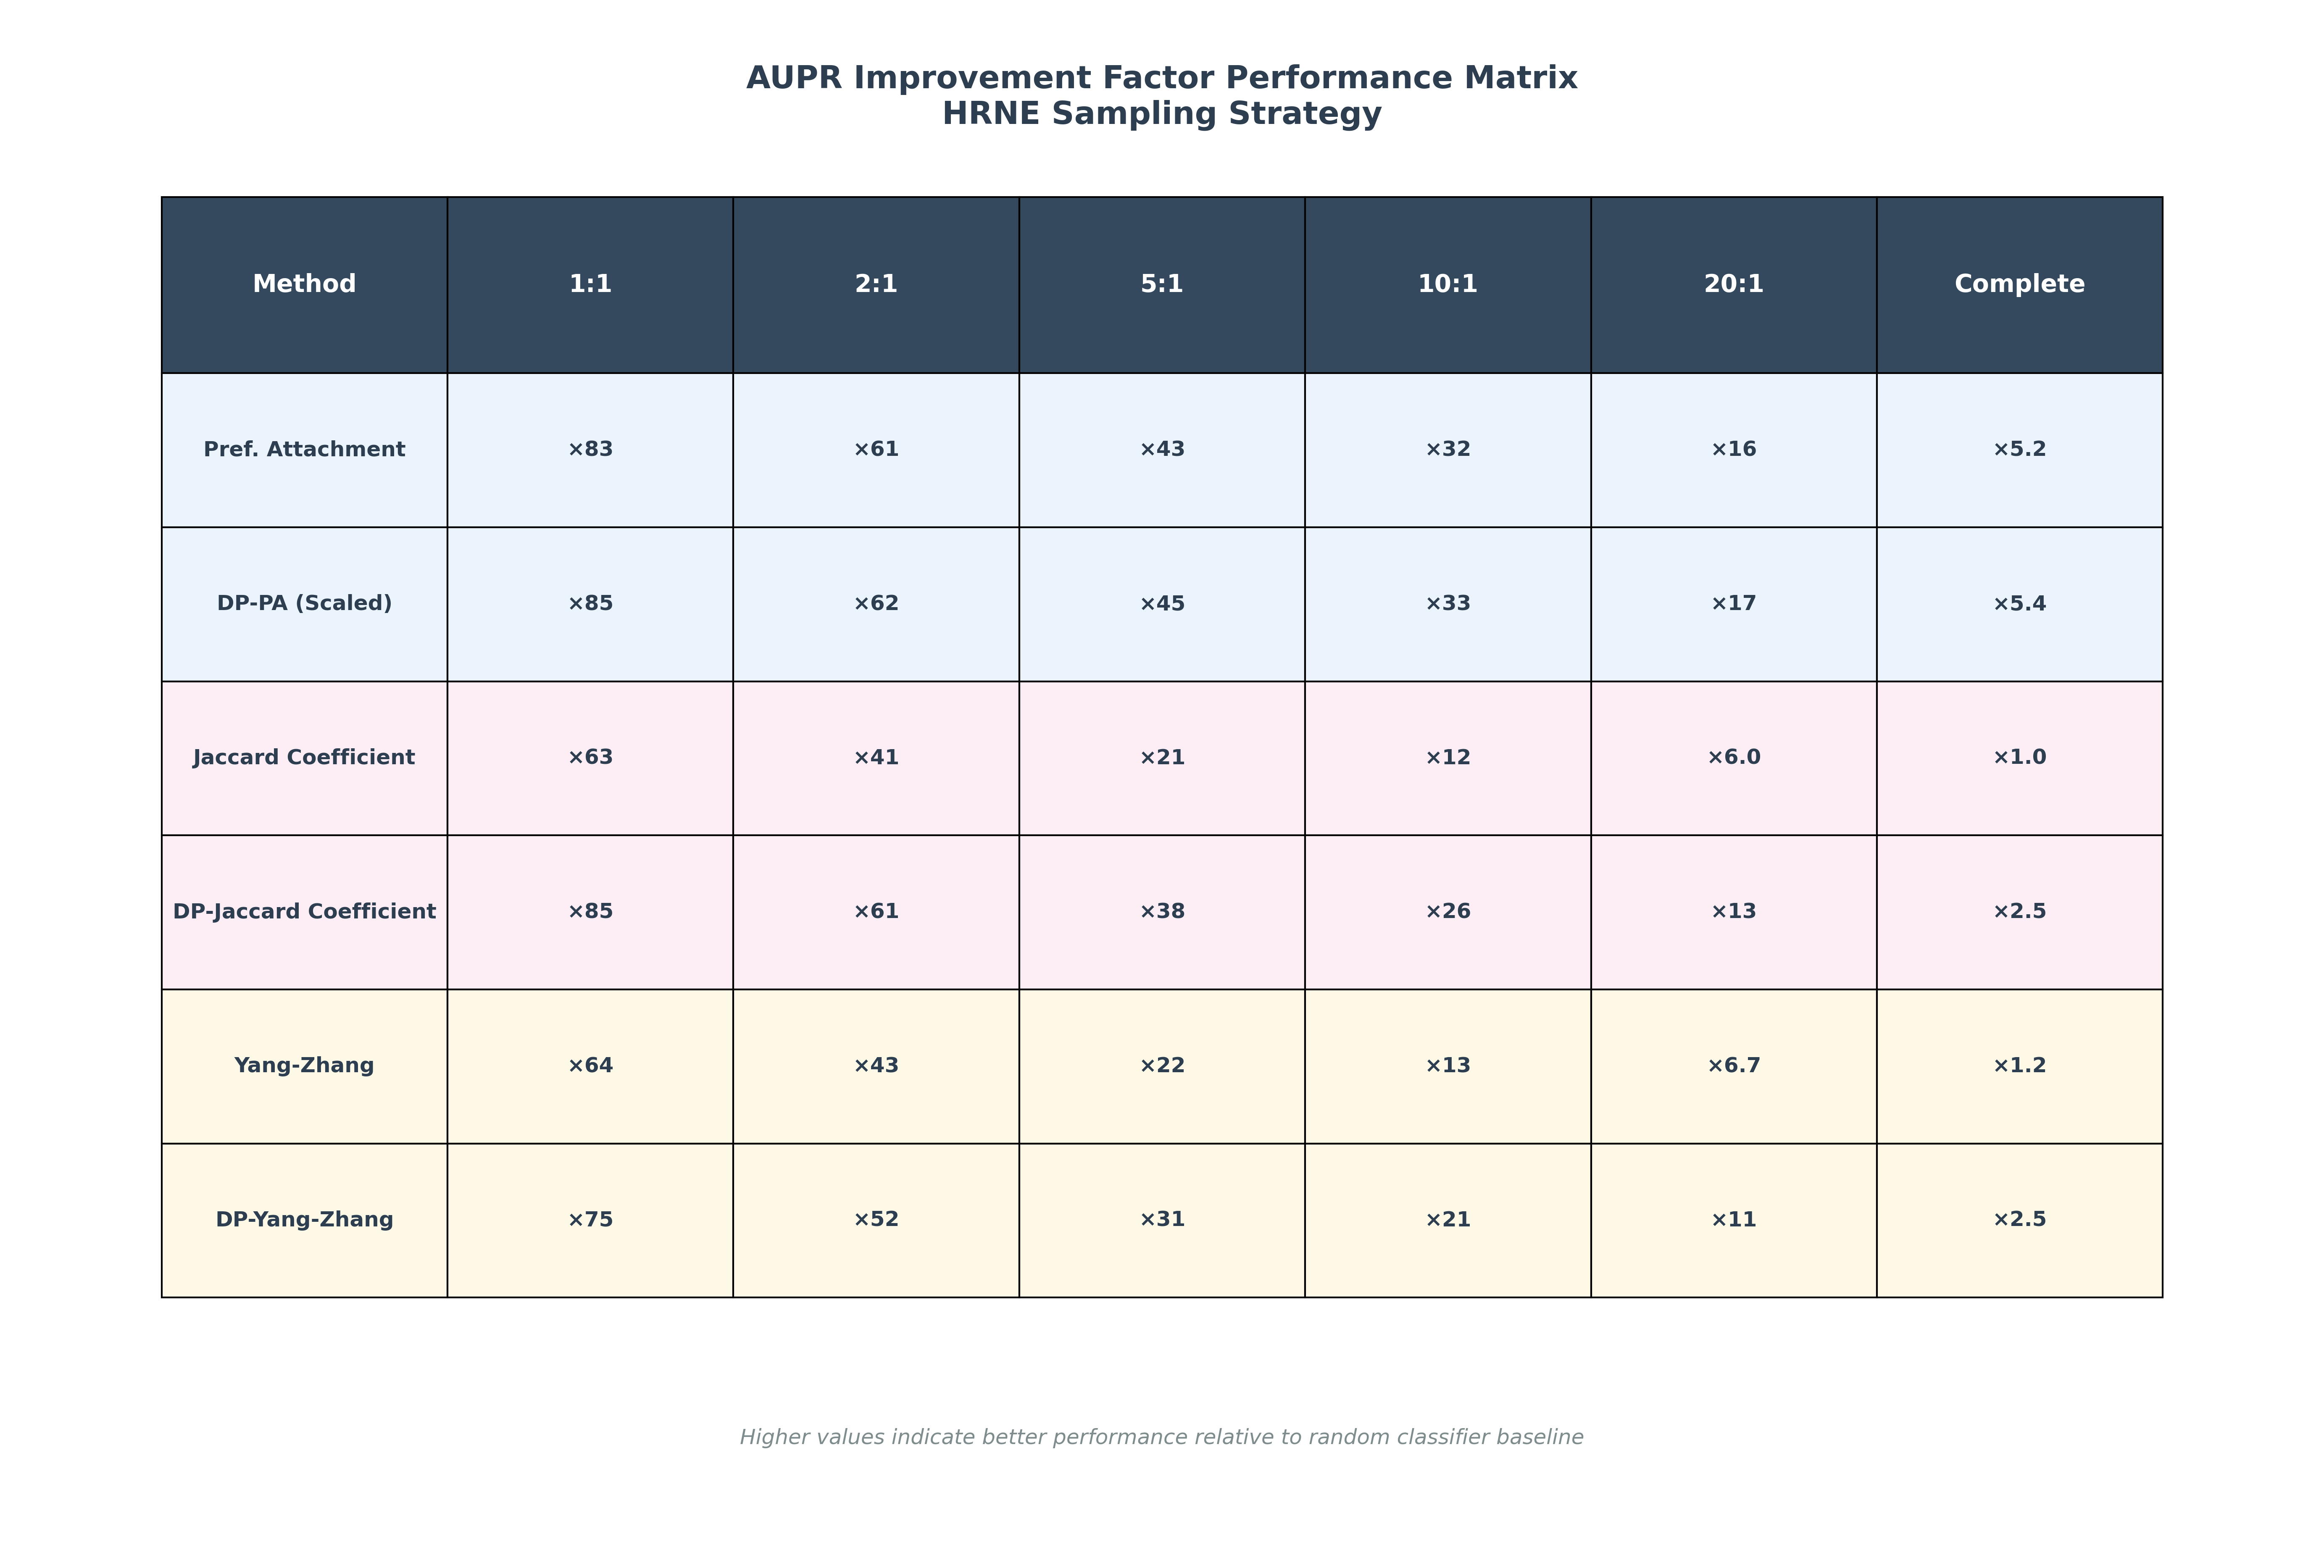 AUPR Improvement Factor Performance Matrix
HRNE Sampling Strategy
Method 1:1 2:1 5:1 10:1 20:1 Complete
Pref. Attachment ×83 ×61 ×43 ×32 ×16 ×5.2
DP-PA (Scaled) ×85 ×62 ×45 ×33 ×17 ×5.4
Jaccard Coefficient ×63 ×41 ×21 ×12 ×6.0 ×1.0
DP-Jaccard Coefficient ×85 ×61 ×38 ×26 ×13 ×2.5
Yang-Zhang ×64 ×43 ×22 ×13 ×6.7 ×1.2
DP-Yang-Zhang ×75 ×52 ×31 ×21 ×11 ×2.5
Higher values indicate better performance relative to random classifier baseline